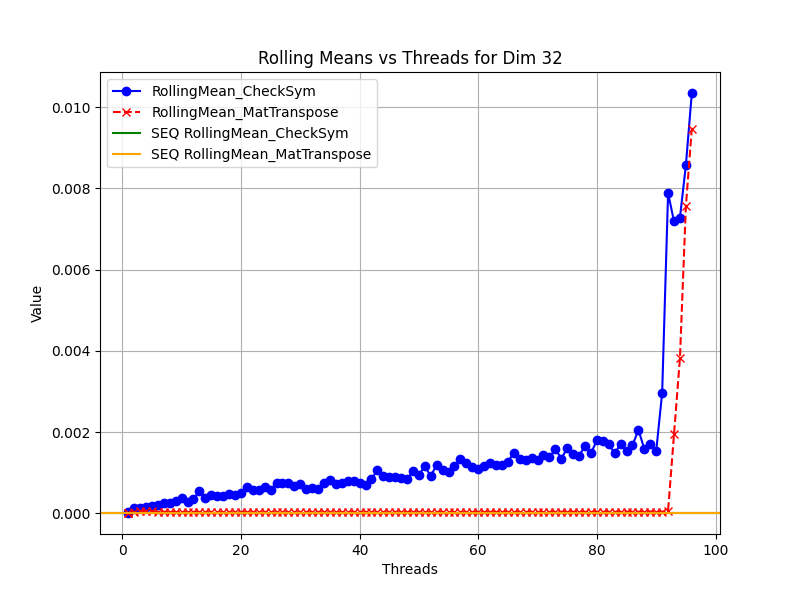 Rolling Means vs Threads for Dim 32
RollingMean_CheckSym
RollingMean_MatTranspose
SEQ RollingMean_CheckSym
SEQ RollingMean_MatTranspose
0.010
0.008
0.006
0.004
0.002
0.000
Value
0 20 40 60 80 100
Threads